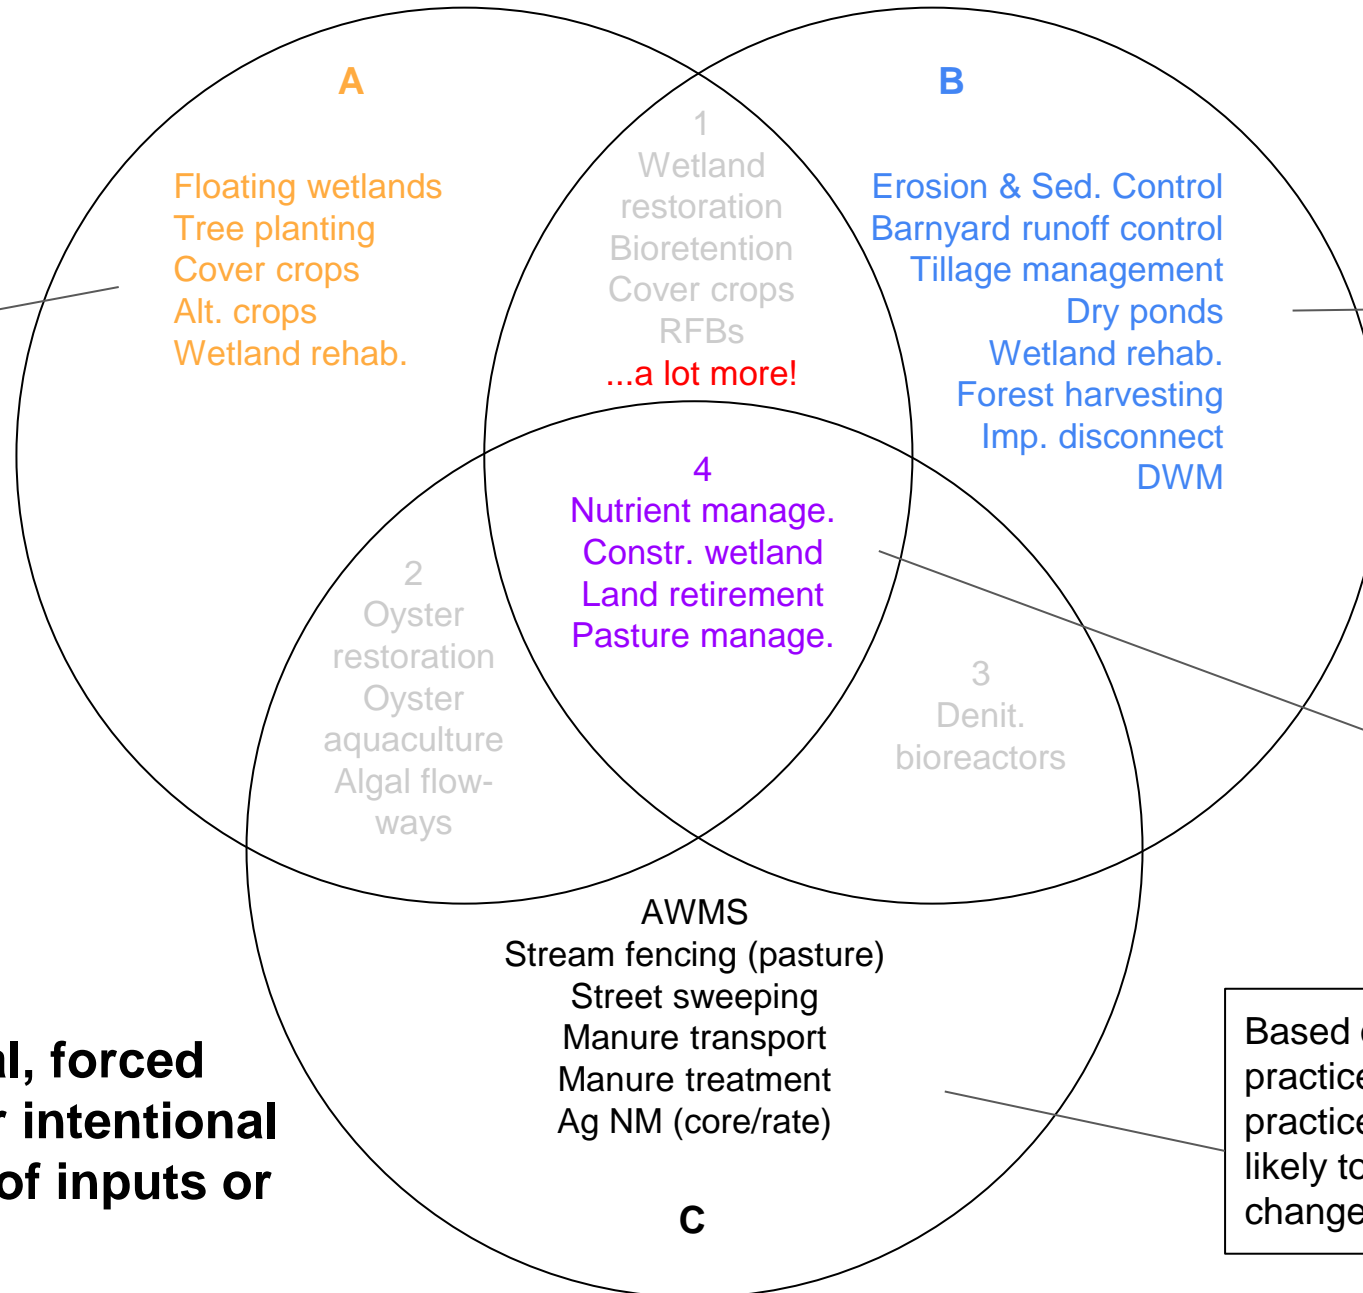 A
Floating wetlands
Tree planting
Cover crops
Alt. crops
Wetland rehab.
1
Wetland
restoration
Bioretention
Cover crops
RFBs
...a lot more!
B
Erosion & Sed. Control
Barnyard runoff control
Tillage management
Dry ponds
Wetland rehab.
Forest harvesting
Imp. disconnect
DWM
4
Nutrient manage.
Constr. wetland
Land retirement
Pasture manage.
2
Oyster
restoration
Oyster
aquaculture
Algal flow-
ways
3
Denit.
bioreactors
AWMS
Stream fencing (pasture)
Street sweeping
Manure transport
Manure treatment
Ag NM (core/rate)
C
forced
intentional
of inputs or
Based
practice
practice
likely to
change